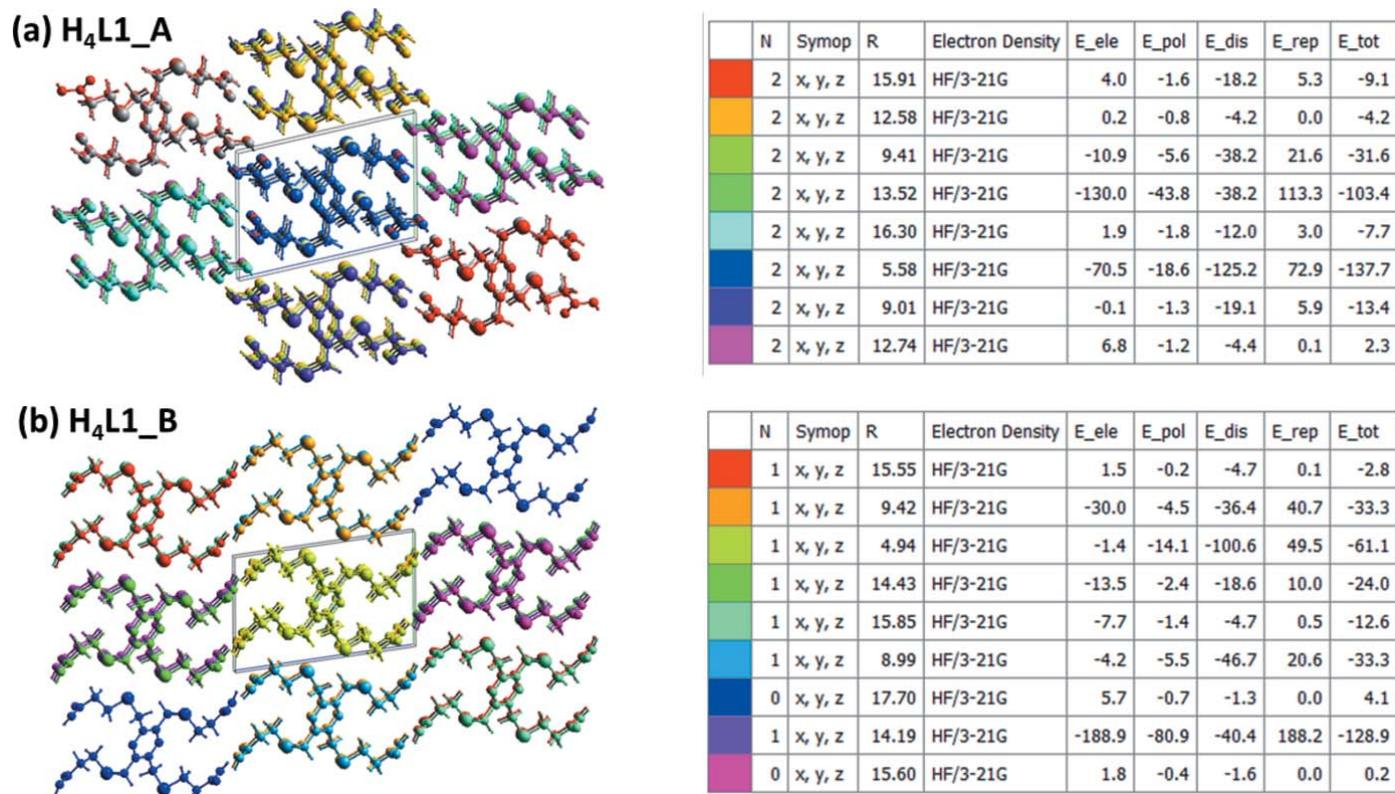 (a) H₄L1_A
N Symop R Electron Density E_ele E_pol E_dis E_rep E_tot
2 x, y, z 15.91 HF/3-21G 4.0 -1.6 -18.2 5.3 -9.1
2 x, y, z 12.58 HF/3-21G 0.2 -0.8 -4.2 0.0 -4.2
2 x, y, z 9.41 HF/3-21G -10.9 -5.6 -38.2 21.6 -31.6
2 x, y, z 13.52 HF/3-21G -130.0 -43.8 -38.2 113.3 -103.4
2 x, y, z 16.30 HF/3-21G 1.9 -1.8 -12.0 3.0 -7.7
2 x, y, z 5.58 HF/3-21G -70.5 -18.6 -125.2 72.9 -137.7
2 x, y, z 9.01 HF/3-21G -0.1 -1.3 -19.1 5.9 -13.4
2 x, y, z 12.74 HF/3-21G 6.8 -1.2 -4.4 0.1 2.3
(b) H₄L1_B
N Symop R Electron Density E_ele E_pol E_dis E_rep E_tot
1 x, y, z 15.55 HF/3-21G 1.5 -0.2 -4.7 0.1 -2.8
1 x, y, z 9.42 HF/3-21G -30.0 -4.5 -36.4 40.7 -33.3
1 x, y, z 4.94 HF/3-21G -1.4 -14.1 -100.6 49.5 -61.1
1 x, y, z 14.43 HF/3-21G -13.5 -2.4 -18.6 10.0 -24.0
1 x, y, z 15.85 HF/3-21G -7.7 -1.4 -4.7 0.5 -12.6
1 x, y, z 8.99 HF/3-21G -4.2 -5.5 -46.7 20.6 -33.3
0 x, y, z 17.70 HF/3-21G 5.7 -0.7 -1.3 0.0 4.1
1 x, y, z 14.19 HF/3-21G -188.9 -80.9 -40.4 188.2 -128.9
0 x, y, z 15.60 HF/3-21G 1.8 -0.4 -1.6 0.0 0.2